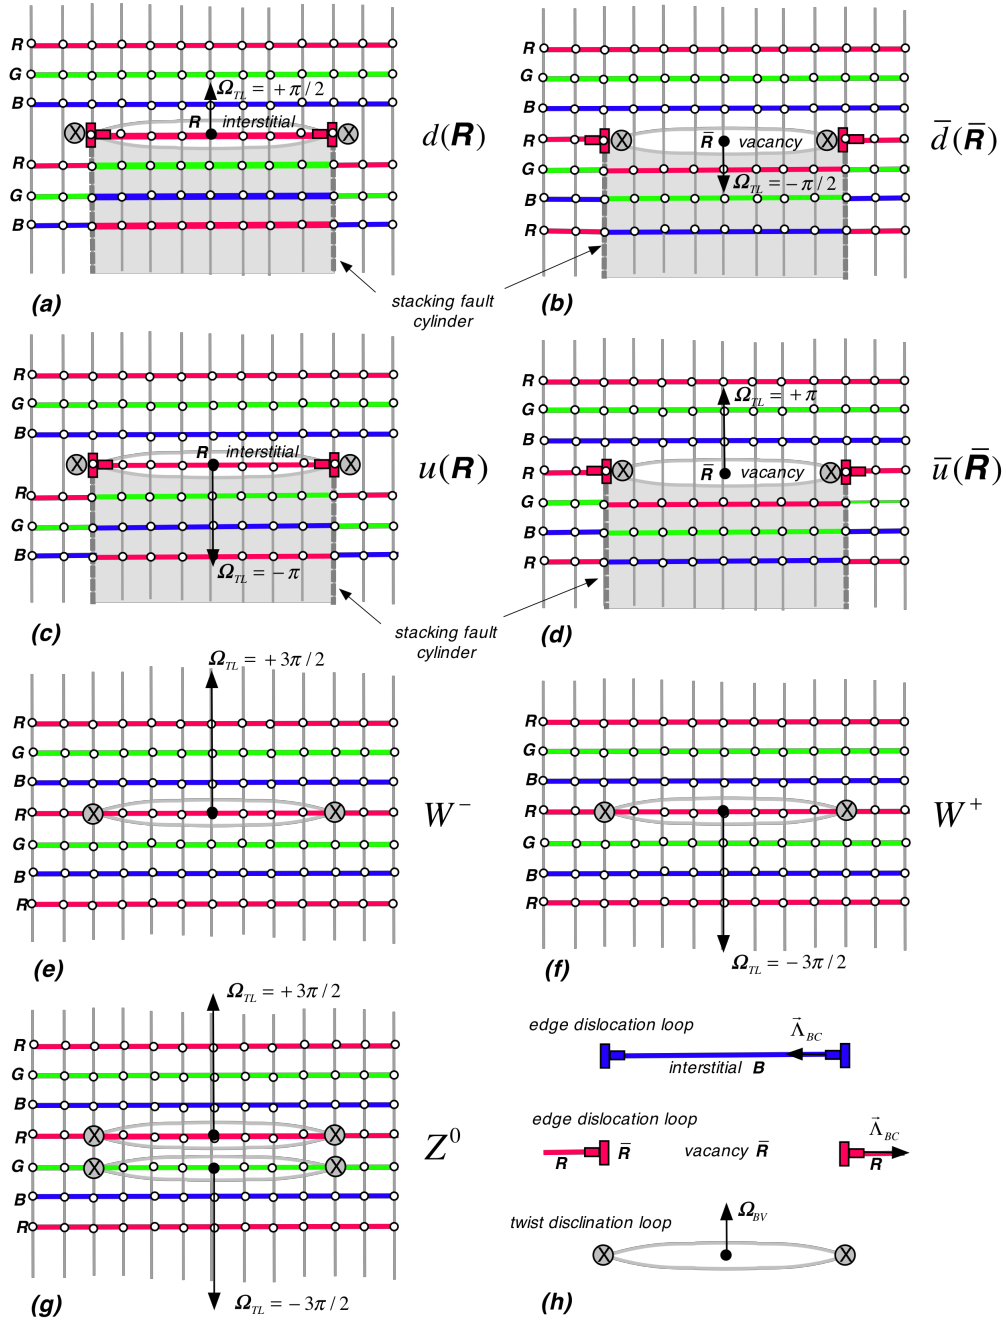 R
G
Ω_TL = +π/2
B
R interstitial
d(R)
R
G
B
(a)
R
G
B
R
R̄ vacancy
d̄(R̄)
G
Ω_TL = −π/2
B
R
(b)
stacking fault
cylinder
R
G
B
R interstitial
u(R)
R
G
B
Ω_TL = −π
(c)
R
Ω_TL = +π
G
B
R
R̄ vacancy
ū(R̄)
G
B
R
(d)
stacking fault
cylinder
Ω_TL = +3π/2
R
G
B
R
W⁻
G
B
R
(e)
R
G
B
R
W⁺
G
B
R
Ω_TL = −3π/2
(f)
Ω_TL = +3π/2
R
G
B
R
Z⁰
G
B
R
Ω_TL = −3π/2
(g)
edge dislocation loop
Λ⃗_BC
interstitial B
edge dislocation loop
Λ⃗_BC
R R̄ vacancy R̄ R
twist disclination loop
Ω_BV
(h)